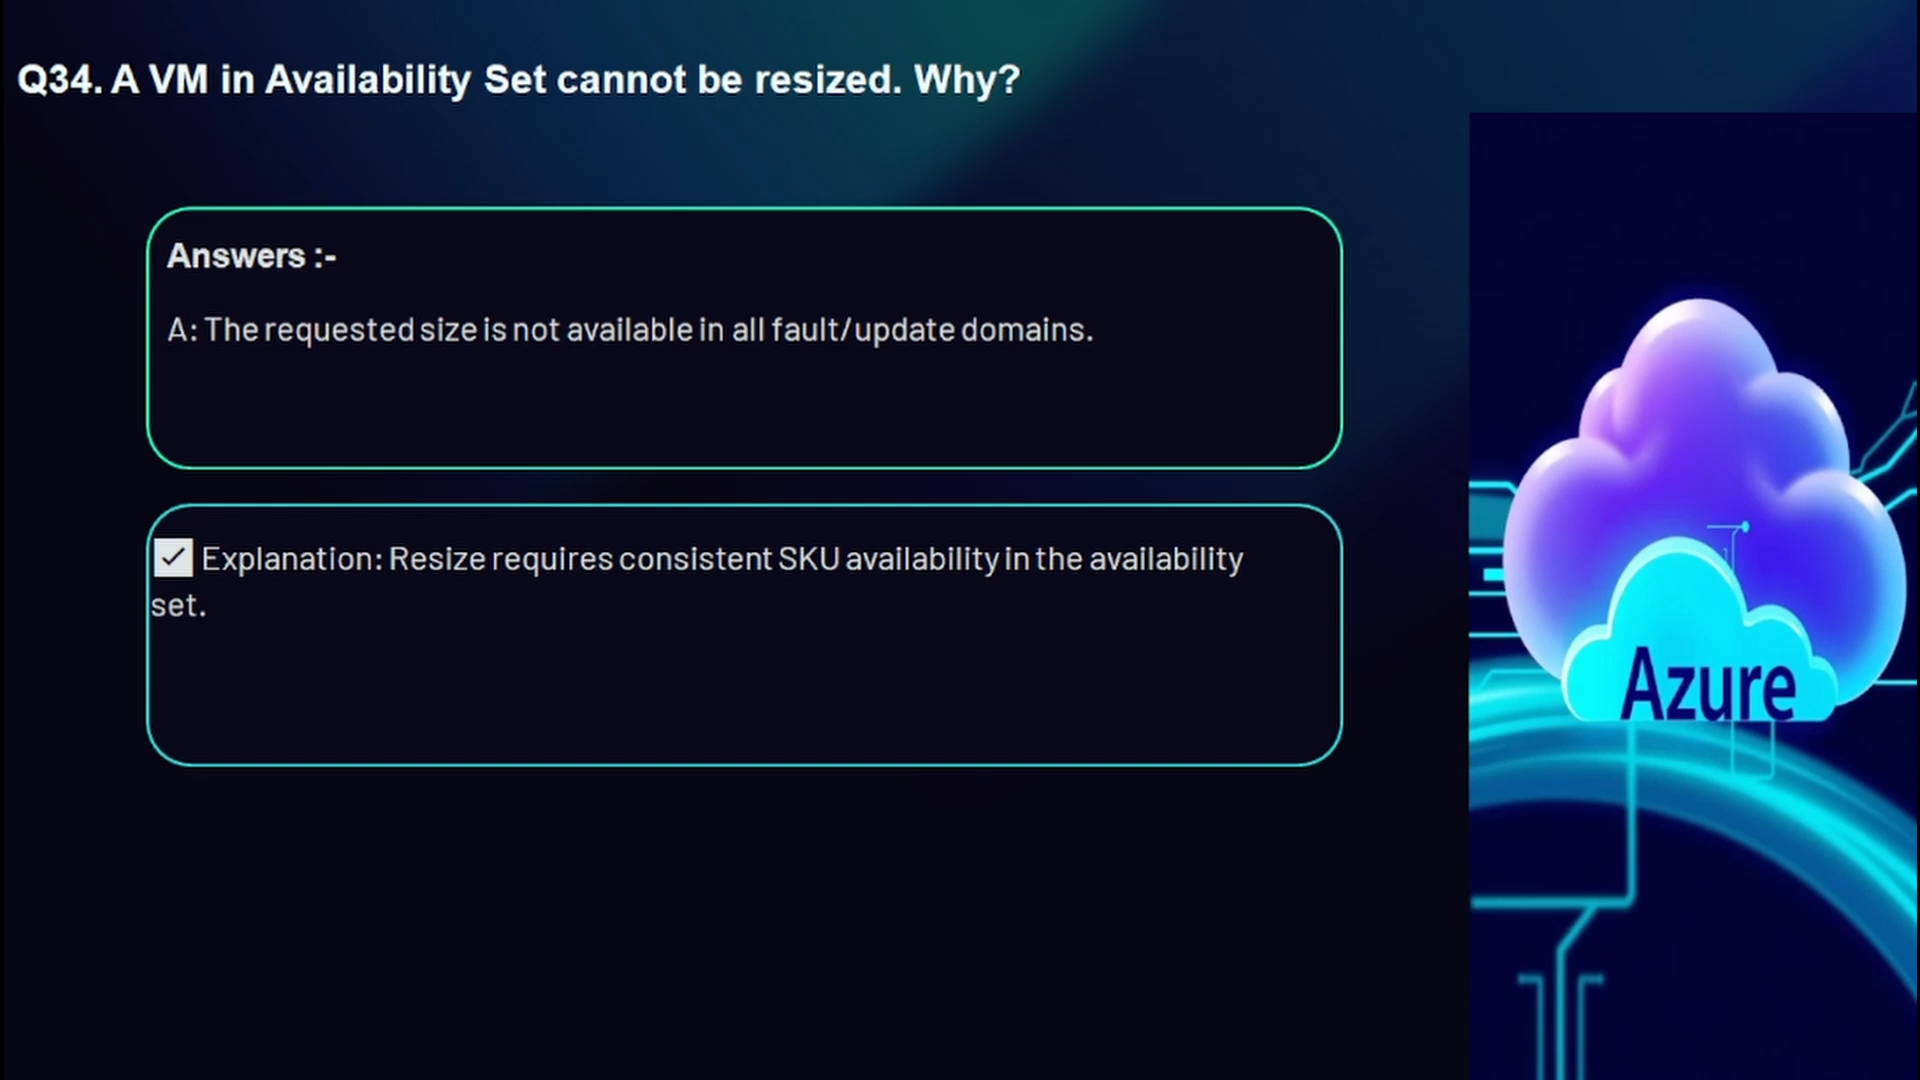 Q34. A VM in Availability Set cannot be resized. Why?
Answers :-
A: The requested size is not available in all fault/update domains.
✓ Explanation: Resize requires consistent SKU availability in the availability
set.
Azure